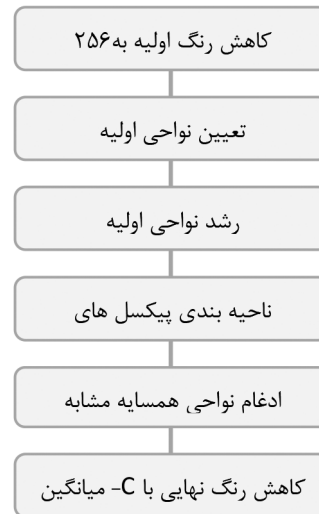 کاهش رنگ اولیه به۲۵۶
تعیین نواحی اولیه
رشد نواحی اولیه
ناحیه بندی پیکسل های
ادغام نواحی همسایه مشابه
کاهش رنگ نهایی با C- میانگین